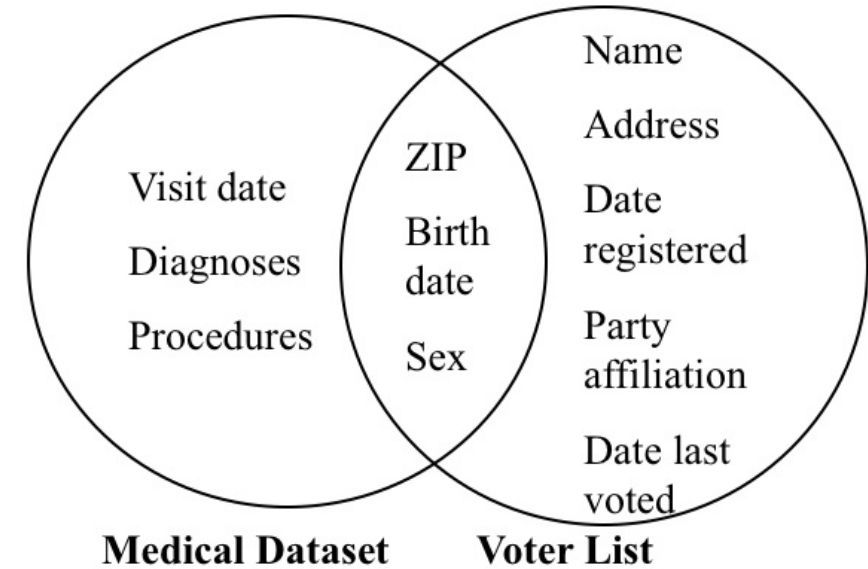 Visit date
Diagnoses
Procedures
ZIP
Birth
date
Sex
Name
Address
Date
registered
Party
affiliation
Date last
voted
Medical Dataset
Voter List